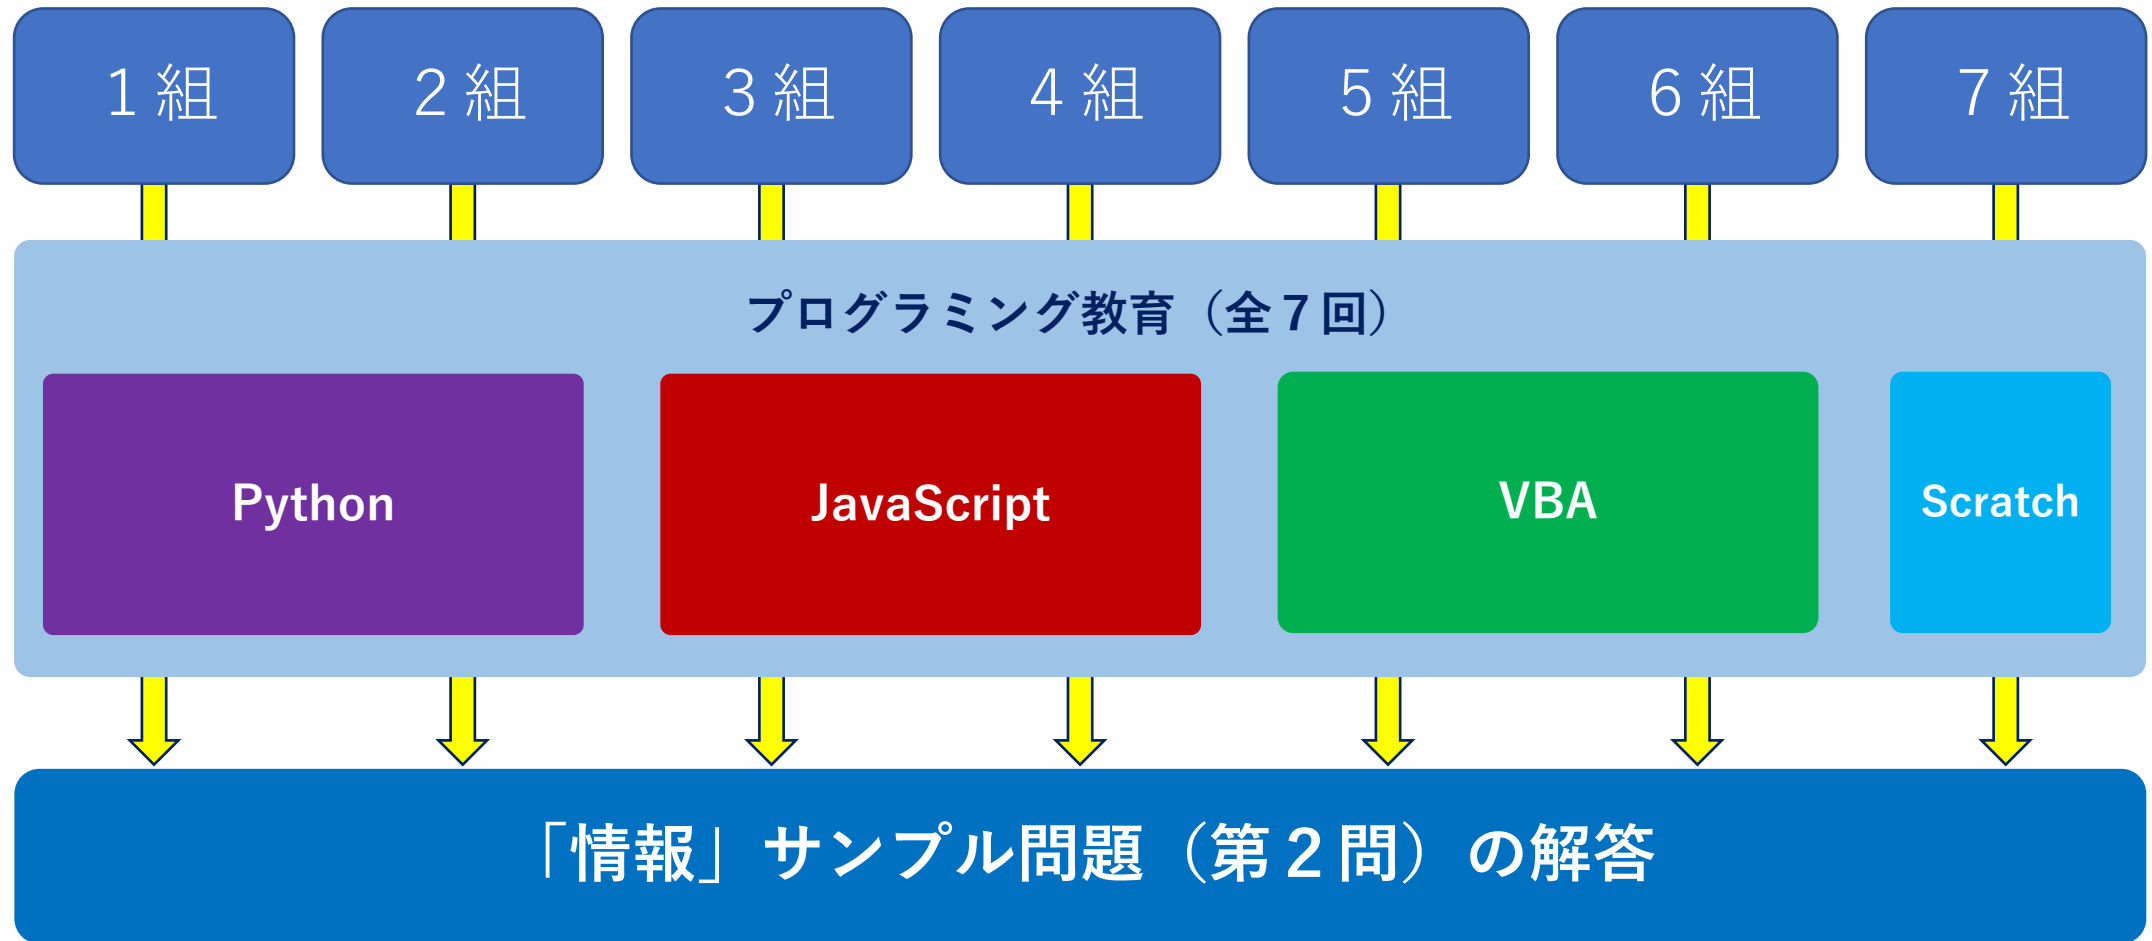 1組
2組
3組
4組
5組
6組
7組
プログラミング教育（全7回）
Python
JavaScript
VBA
Scratch
「情報」サンプル問題（第2問）の解答